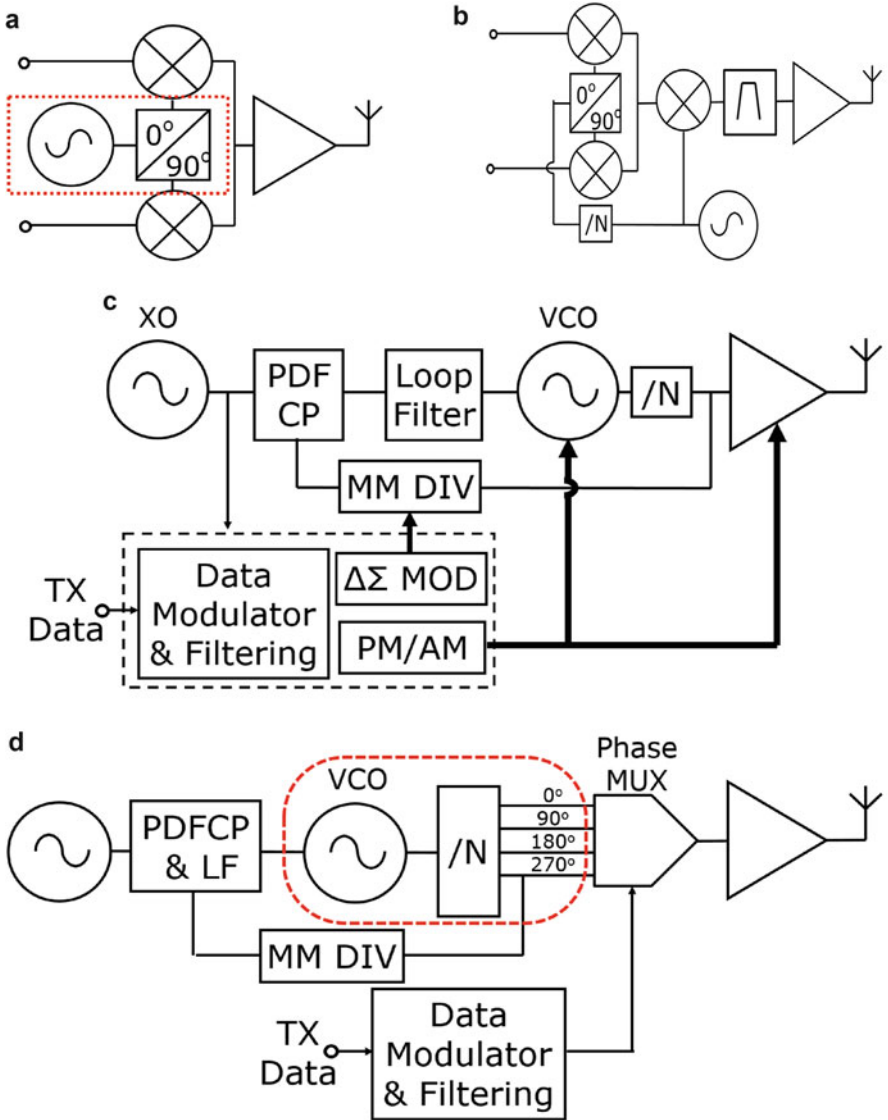 a
0°
90°
b
0°
90°
/N
c
XO
VCO
PDF
CP
Loop
Filter
/N
MM DIV
TX
Data
Data
Modulator
& Filtering
ΔΣ MOD
PM/AM
d
VCO
Phase
MUX
PDFCP
& LF
/N
0°
90°
180°
270°
MM DIV
TX
Data
Data
Modulator
& Filtering